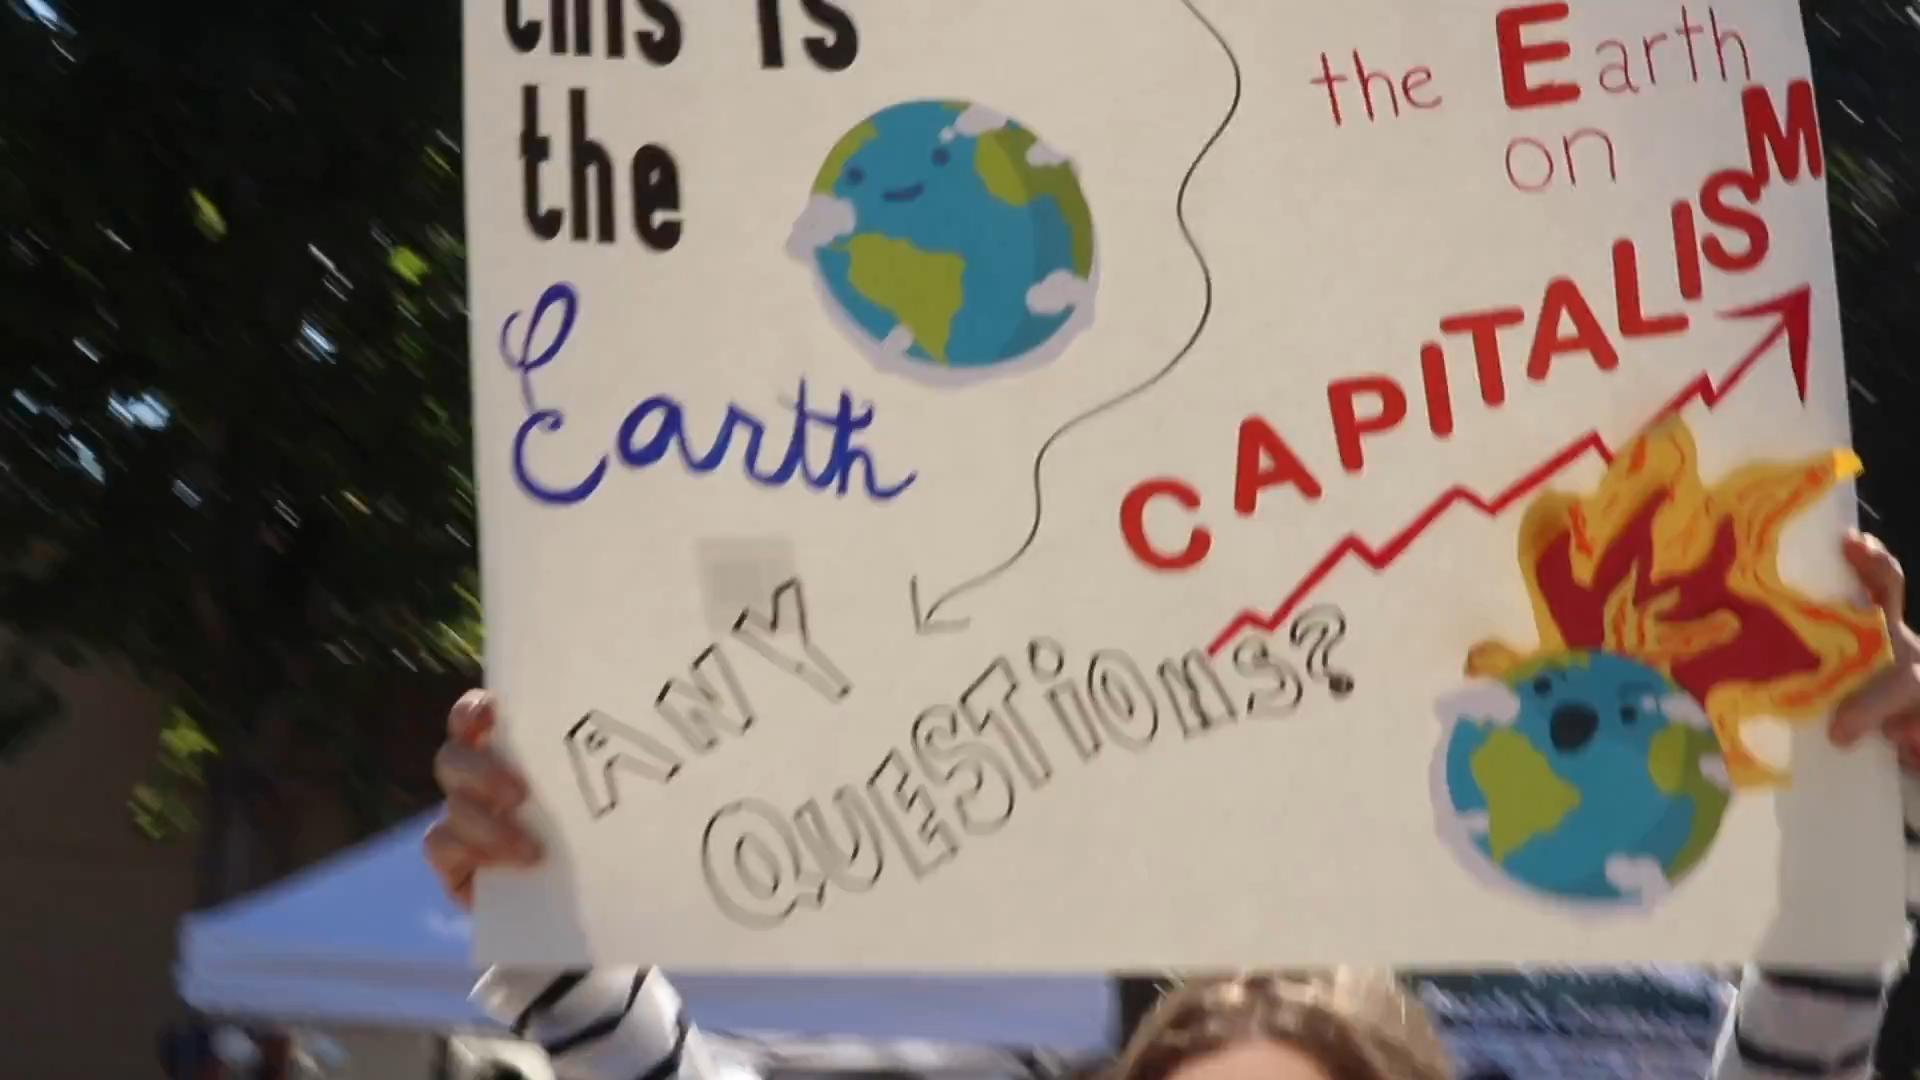 this is
the
Earth
the Earth
on
CAPITALISM
ANY
QUESTIONS?